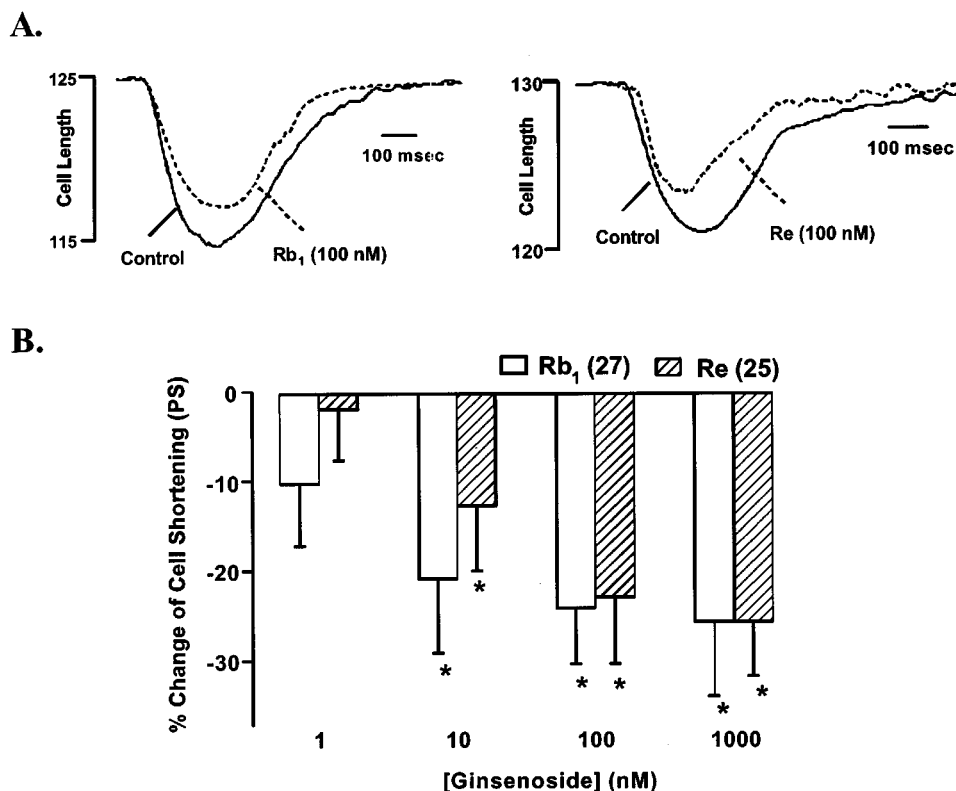 A.
125
Cell Length
115
Control
Rb1 (100 nM)
100 msec
130
Cell Length
120
Control
Re (100 nM)
100 msec
B.
Rb1 (27) Re (25)
% Change of Cell Shortening (PS)
0
-10
-20
-30
* * * * * *
1 10 100 1000
[Ginsenoside] (nM)